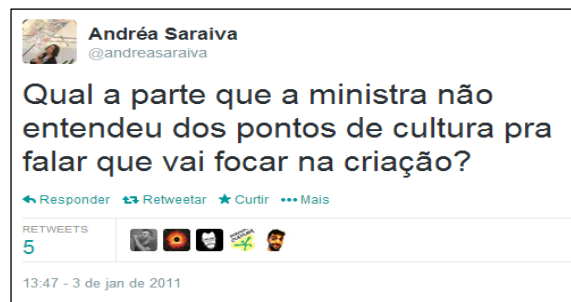 Andréa Saraiva
@andreasaraiva
Qual a parte que a ministra não
entendeu dos pontos de cultura pra
falar que vai focar na criação?
Responder Retweetar Curtir Mais
RETWEETS
5
13:47 - 3 de jan de 2011